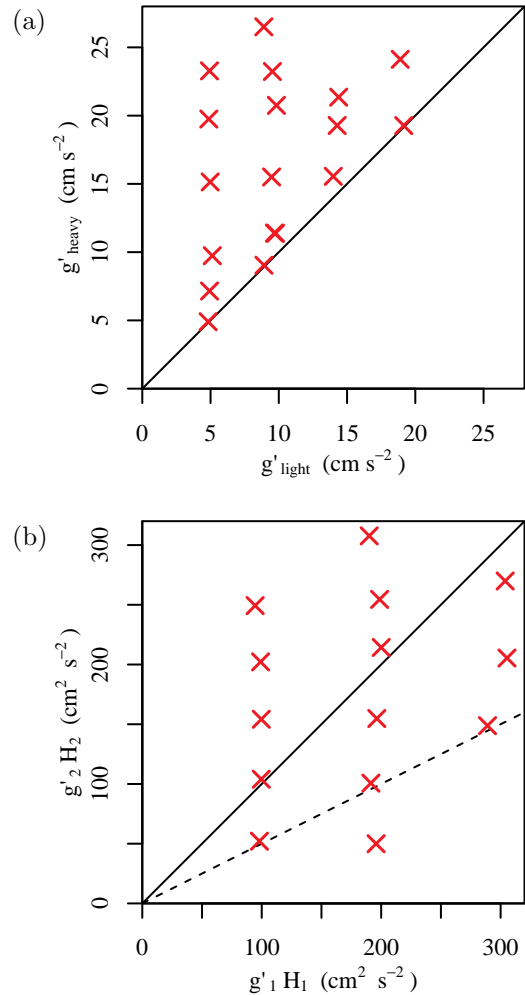 (a)
25
20
15
10
5
0
g'heavy (cm s−2)
0 5 10 15 20 25
g'light (cm s−2)
(b)
300
200
100
0
g'2 H2 (cm2 s−2)
0 100 200 300
g'1 H1 (cm2 s−2)